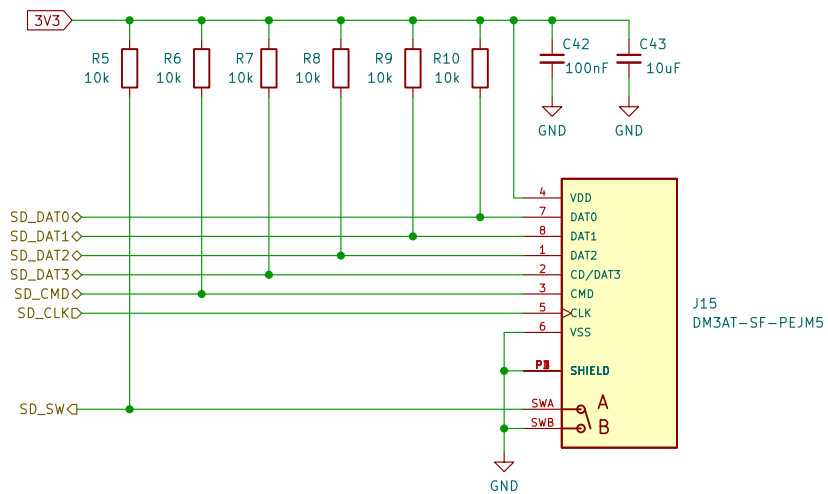 3V3
R5
10k
R6
10k
R7
10k
R8
10k
R9
10k
R10
10k
C42
100nF
C43
10uF
GND
GND
4 VDD
SD_DAT0 7 DAT0
SD_DAT1 8 DAT1
SD_DAT2 1 DAT2
SD_DAT3 2 CD/DAT3
SD_CMD 3 CMD
SD_CLK 5 CLK
6 VSS
SHIELD
J15
DM3AT-SF-PEJM5
SD_SW SWA A
SWB B
GND